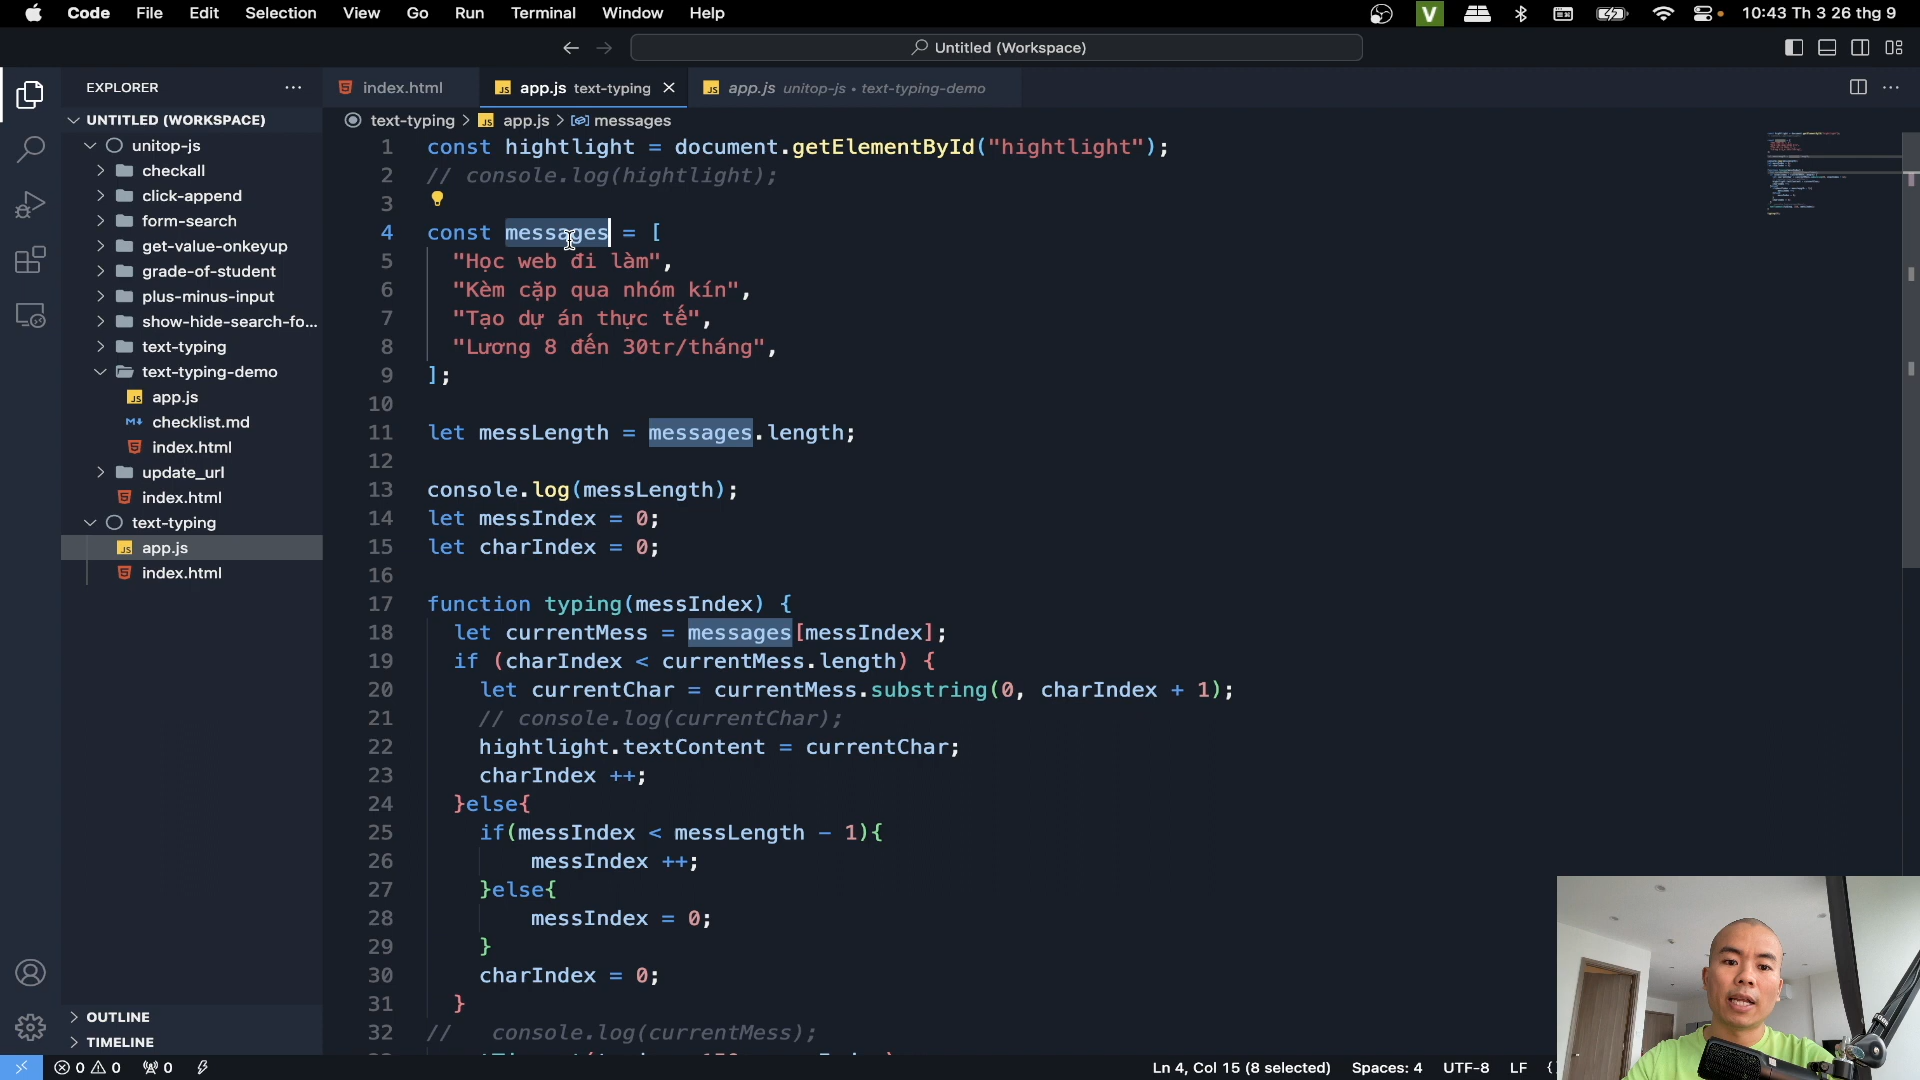 Code File Edit Selection View Go Run Terminal Window Help
V
10:43 Th 3 26 thg 9
Untitled (Workspace)
EXPLORER
UNTITLED (WORKSPACE)
unitop-js
checkall
click-append
form-search
get-value-onkeyup
grade-of-student
plus-minus-input
show-hide-search-fo...
text-typing
text-typing-demo
JS app.js
M↓ checklist.md
index.html
update_url
index.html
text-typing
JS app.js
index.html
OUTLINE
TIMELINE
index.html
JS app.js text-typing
JS app.js unitop-js • text-typing-demo
text-typing > JS app.js > messages
1 const hightlight = document.getElementById("hightlight");
2 // console.log(hightlight);
3
4 const messages = [
5 "Học web đi làm",
6 "Kèm cặp qua nhóm kín",
7 "Tạo dự án thực tế",
8 "Lương 8 đến 30tr/tháng",
9 ];
10
11 let messLength = messages.length;
12
13 console.log(messLength);
14 let messIndex = 0;
15 let charIndex = 0;
16
17 function typing(messIndex) {
18 let currentMess = messages[messIndex];
19 if (charIndex < currentMess.length) {
20 let currentChar = currentMess.substring(0, charIndex + 1);
21 // console.log(currentChar);
22 hightlight.textContent = currentChar;
23 charIndex ++;
24 }else{
25 if(messIndex < messLength - 1){
26 messIndex ++;
27 }else{
28 messIndex = 0;
29 }
30 charIndex = 0;
31 }
32 // console.log(currentMess);
0 0 0
Ln 4, Col 15 (8 selected) Spaces: 4 UTF-8 LF {